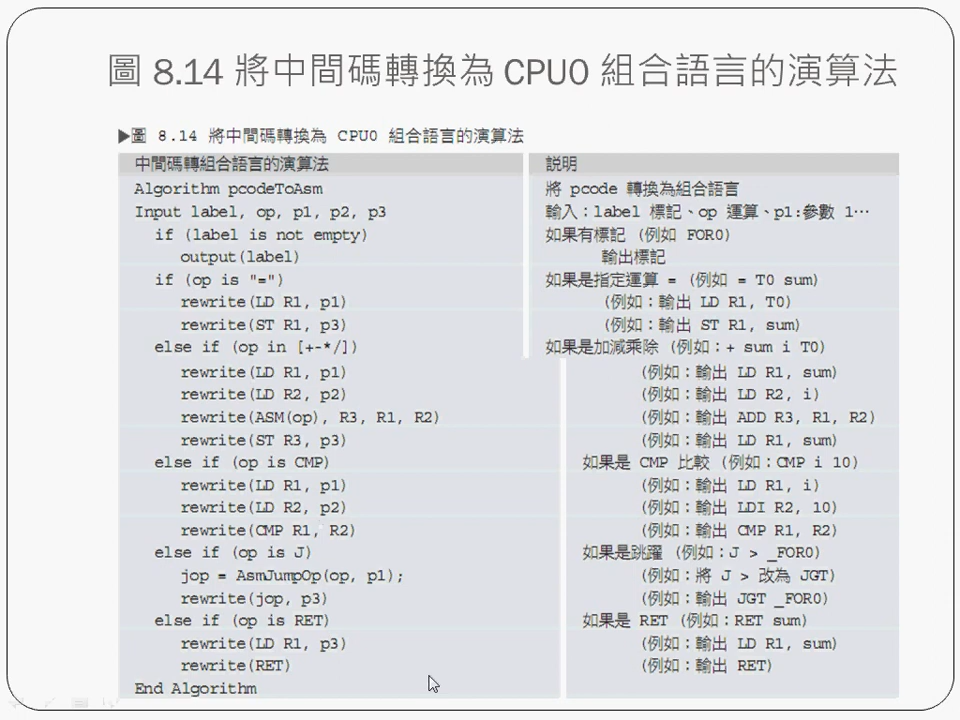 圖 8.14 將中間碼轉換為 CPU0 組合語言的演算法
▶圖 8.14 將中間碼轉換為 CPU0 組合語言的演算法
中間碼轉組合語言的演算法 說明
Algorithm pcodeToAsm 將 pcode 轉換為組合語言
Input label, op, p1, p2, p3 輸入：label 標記、op 運算、p1:參數 1…
if (label is not empty) 如果有標記 (例如 FOR0)
output(label) 輸出標記
if (op is "=") 如果是指定運算 = (例如 = T0 sum)
rewrite(LD R1, p1) (例如：輸出 LD R1, T0)
rewrite(ST R1, p3) (例如：輸出 ST R1, sum)
else if (op in [+-*/]) 如果是加減乘除 (例如：+ sum i T0)
rewrite(LD R1, p1) (例如：輸出 LD R1, sum)
rewrite(LD R2, p2) (例如：輸出 LD R2, i)
rewrite(ASM(op), R3, R1, R2) (例如：輸出 ADD R3, R1, R2)
rewrite(ST R3, p3) (例如：輸出 LD R1, sum)
else if (op is CMP) 如果是 CMP 比較 (例如：CMP i 10)
rewrite(LD R1, p1) (例如：輸出 LD R1, i)
rewrite(LD R2, p2) (例如：輸出 LDI R2, 10)
rewrite(CMP R1, R2) (例如：輸出 CMP R1, R2)
else if (op is J) 如果是跳躍 (例如：J > _FOR0)
jop = AsmJumpOp(op, p1); (例如：將 J > 改為 JGT)
rewrite(jop, p3) (例如：輸出 JGT _FOR0)
else if (op is RET) 如果是 RET (例如：RET sum)
rewrite(LD R1, p3) (例如：輸出 LD R1, sum)
rewrite(RET) (例如：輸出 RET)
End Algorithm